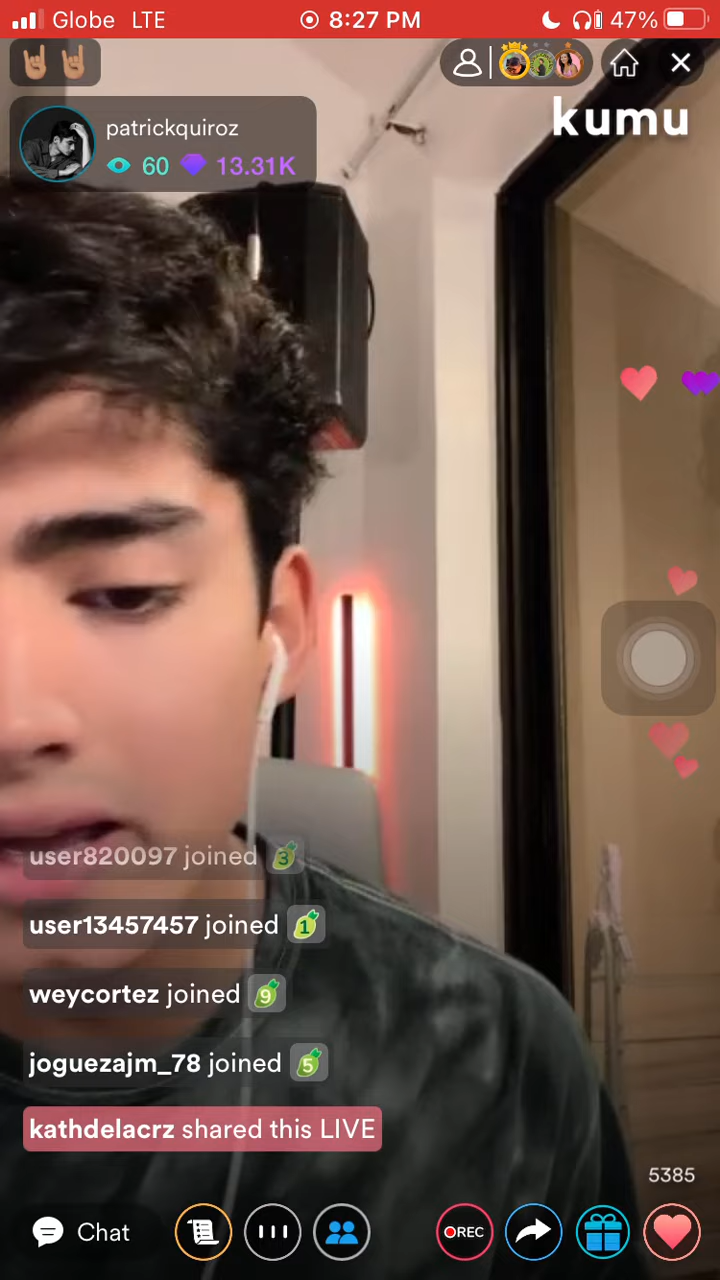 Globe LTE 8:27 PM 47%
patrickquiroz
60 13.31K
kumu
user820097 joined 3
user13457457 joined 1
weycortez joined 9
joguezajm_78 joined 5
kathdelacrz shared this LIVE
5385
Chat REC